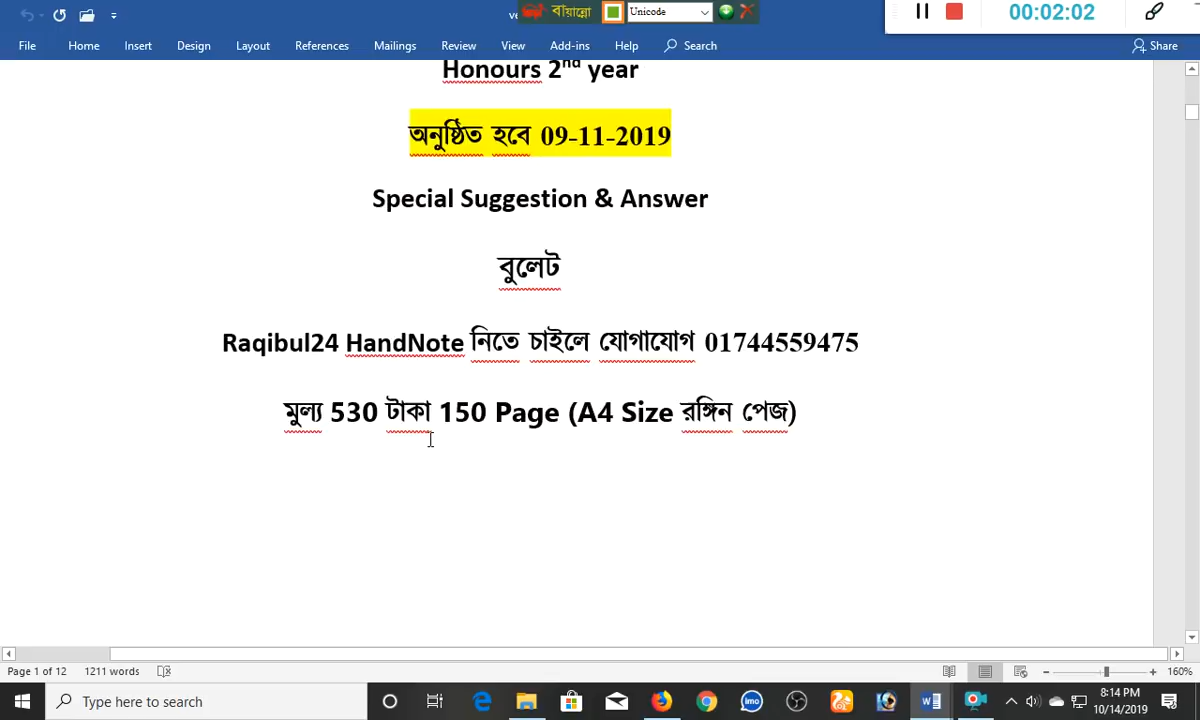 ve
বায়ান্নো
Unicode
00:02:02
File Home Insert Design Layout References Mailings Review View Add-ins Help Search Share
Honours 2nd year
অনুষ্ঠিত হবে 09-11-2019
Special Suggestion & Answer
বুলেট
Raqibul24 HandNote নিতে চাইলে যোগাযোগ 01744559475
মুল্য 530 টাকা 150 Page (A4 Size রঙ্গিন পেজ)
Page 1 of 12 1211 words 160%
Type here to search
imo
8:14 PM
10/14/2019